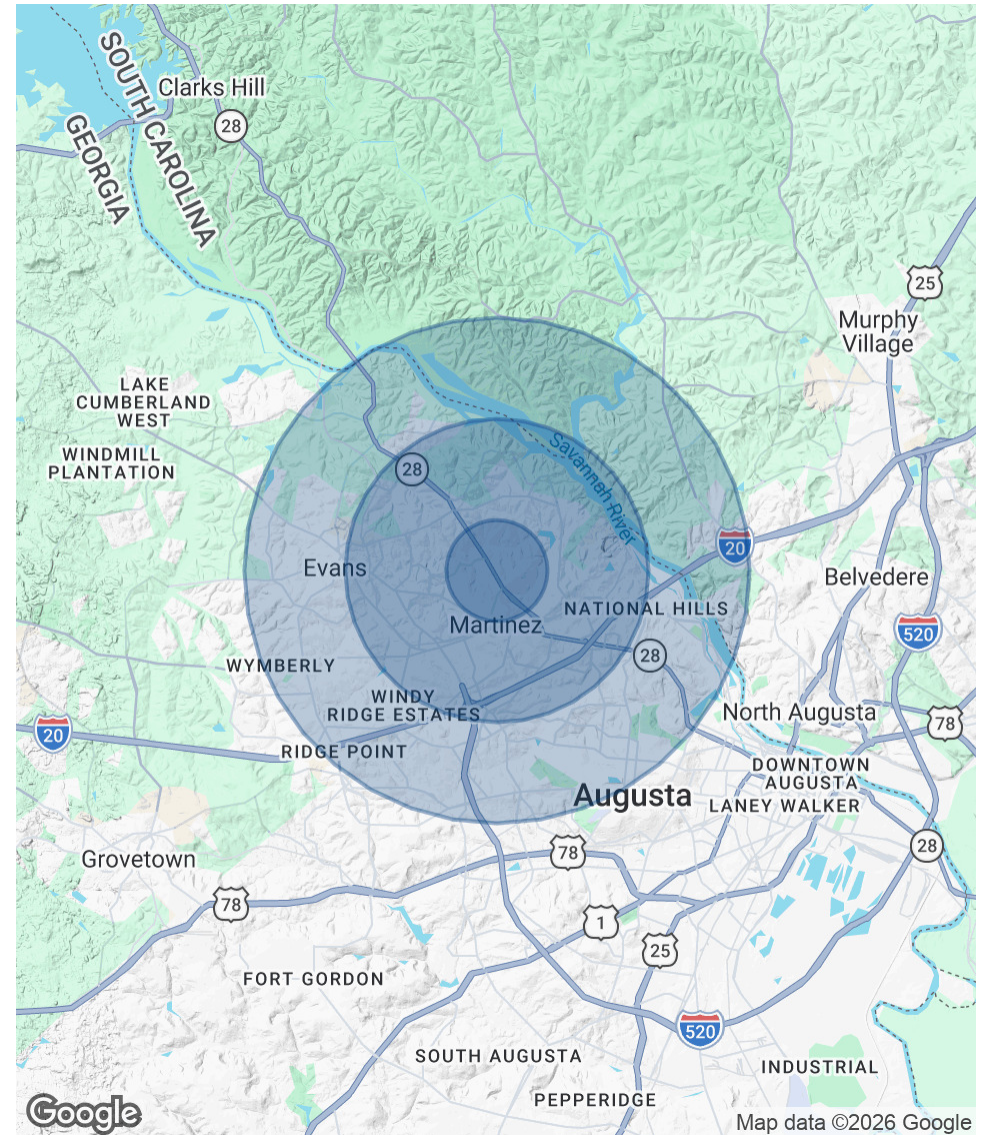 SOUTH CAROLINA
GEORGIA
Clarks Hill
28
25
Murphy
Village
LAKE
CUMBERLAND
WEST
WINDMILL
PLANTATION
28
Savannah River
20
Evans
Belvedere
NATIONAL HILLS
Martinez
520
28
WYMBERLY
WINDY
RIDGE ESTATES
North Augusta
78
20
RIDGE POINT
DOWNTOWN
AUGUSTA
Augusta
LANEY WALKER
28
Grovetown
78
78
1
25
FORT GORDON
520
SOUTH AUGUSTA
INDUSTRIAL
PEPPERIDGE
Google
Map data ©2026 Google